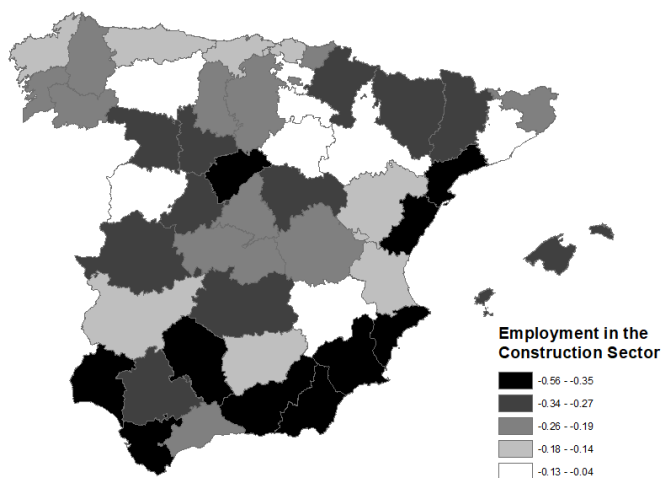 Employment in the
Construction Sector
-0.56 - -0.35
-0.34 - -0.27
-0.26 - -0.19
-0.18 - -0.14
-0.13 - -0.04